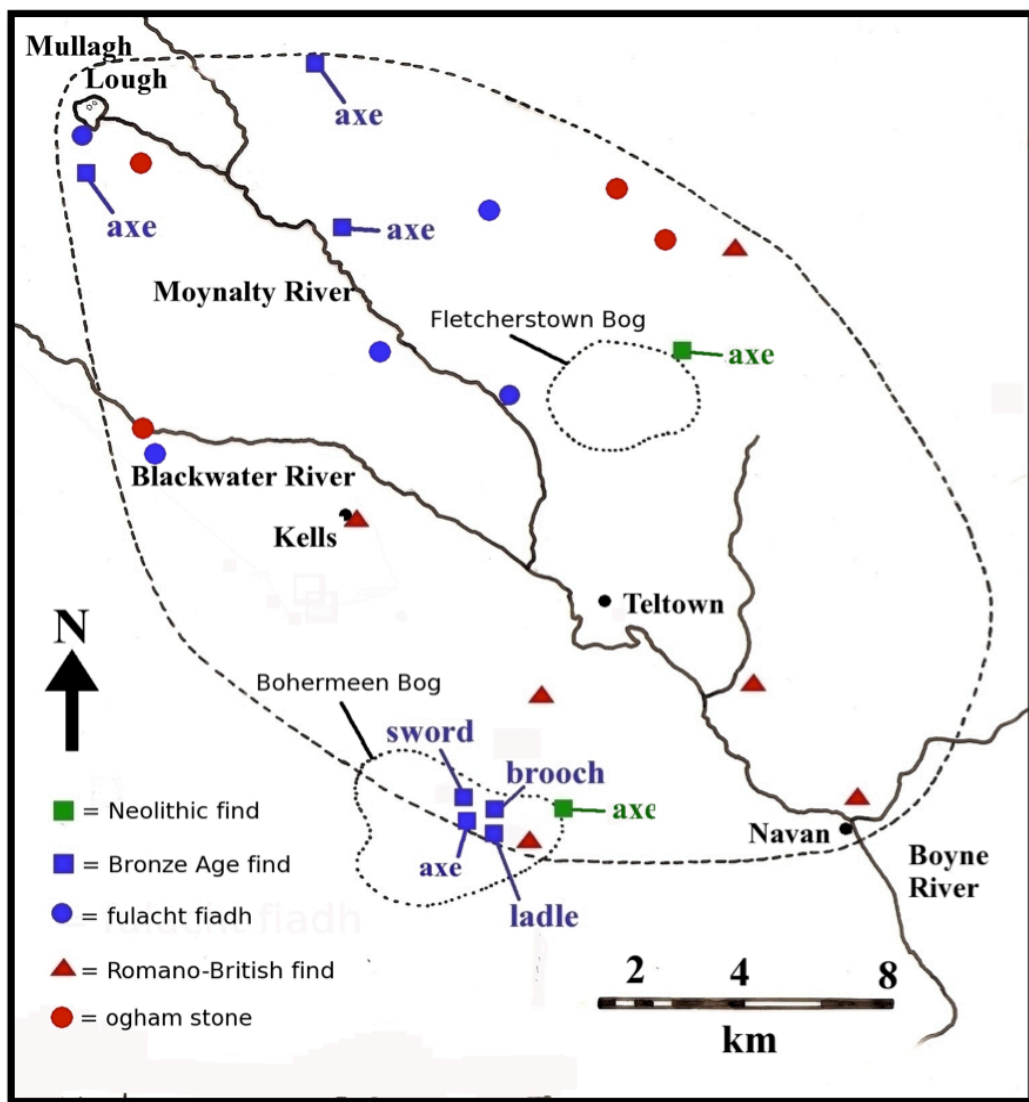 Mullagh
Lough
axe
axe
axe
Moynalty River
Fletcherstown Bog
axe
Blackwater River
Kells
Teltown
N
Bohermeen Bog
sword
brooch
axe
axe
ladle
Navan
Boyne
River
= Neolithic find
= Bronze Age find
= fulacht fiadh
= Romano-British find
= ogham stone
2 4 8
km